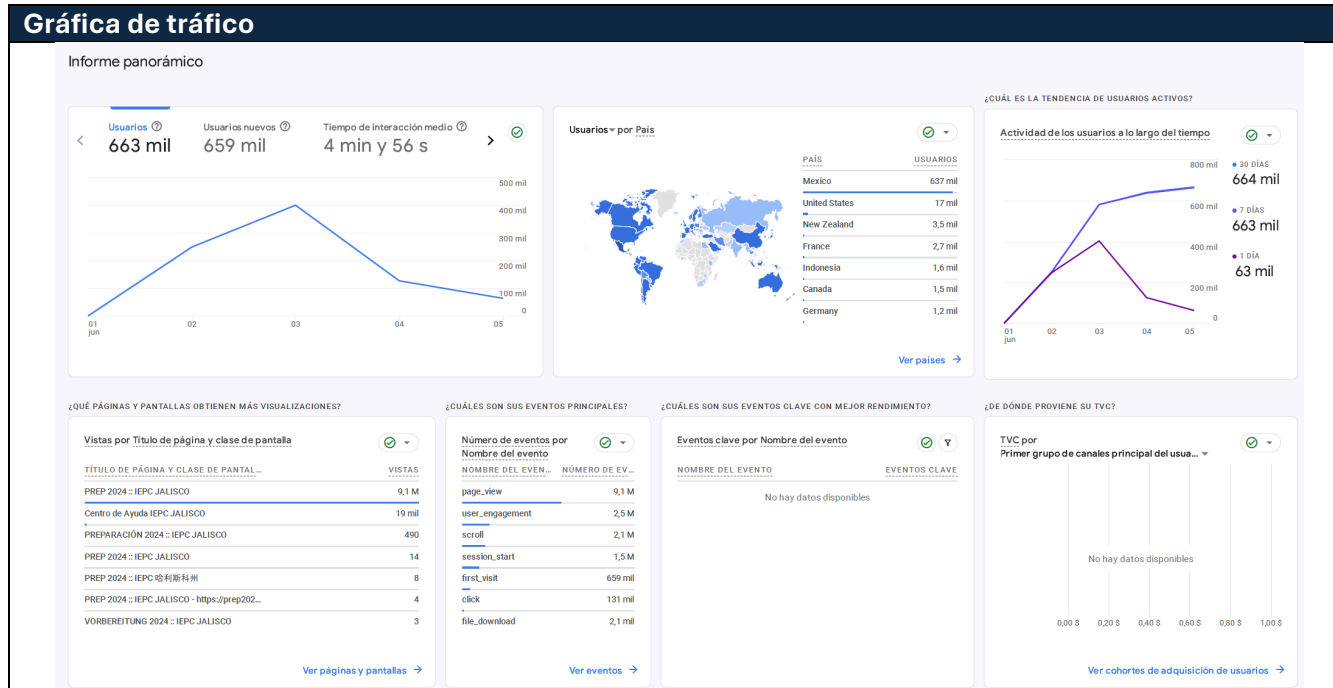 Gráfica de tráfico
Informe panorámico
Usuarios
663 mil
Usuarios nuevos
659 mil
Tiempo de interacción medio
4 min y 56 s
500 mil
400 mil
300 mil
200 mil
100 mil
0
01
jun
02
03
04
05
Usuarios por País
PAÍS USUARIOS
Mexico 637 mil
United States 17 mil
New Zealand 3,5 mil
France 2,7 mil
Indonesia 1,6 mil
Canada 1,5 mil
Germany 1,2 mil
Ver países →
¿CUÁL ES LA TENDENCIA DE USUARIOS ACTIVOS?
Actividad de los usuarios a lo largo del tiempo
800 mil
600 mil
400 mil
200 mil
0
01
jun
02
03
04
05
30 DÍAS
664 mil
7 DÍAS
663 mil
1 DÍA
63 mil
¿QUÉ PÁGINAS Y PANTALLAS OBTIENEN MÁS VISUALIZACIONES?
Vistas por Título de página y clase de pantalla
TÍTULO DE PÁGINA Y CLASE DE PANTAL... VISTAS
PREP 2024 :: IEPC JALISCO 9,1 M
Centro de Ayuda IEPC JALISCO 19 mil
PREPARACIÓN 2024 :: IEPC JALISCO 490
PREP 2024 :: IEPC JALISCO 14
PREP 2024 :: IEPC 哈利斯科州 8
PREP 2024 :: IEPC JALISCO - https://prep202... 4
VORBEREITUNG 2024 :: IEPC JALISCO 3
Ver páginas y pantallas →
¿CUÁLES SON SUS EVENTOS PRINCIPALES?
Número de eventos por
Nombre del evento
NOMBRE DEL EVEN... NÚMERO DE EV...
page_view 9,1 M
user_engagement 2,5 M
scroll 2,1 M
session_start 1,5 M
first_visit 659 mil
click 131 mil
file_download 2,1 mil
Ver eventos →
¿CUÁLES SON SUS EVENTOS CLAVE CON MEJOR RENDIMIENTO?
Eventos clave por Nombre del evento
NOMBRE DEL EVENTO EVENTOS CLAVE
No hay datos disponibles
¿DE DÓNDE PROVIENE SU TVC?
TVC por
Primer grupo de canales principal del usua...
No hay datos disponibles
0,00 $ 0,20 $ 0,40 $ 0,60 $ 0,80 $ 1,00 $
Ver cohortes de adquisición de usuarios →